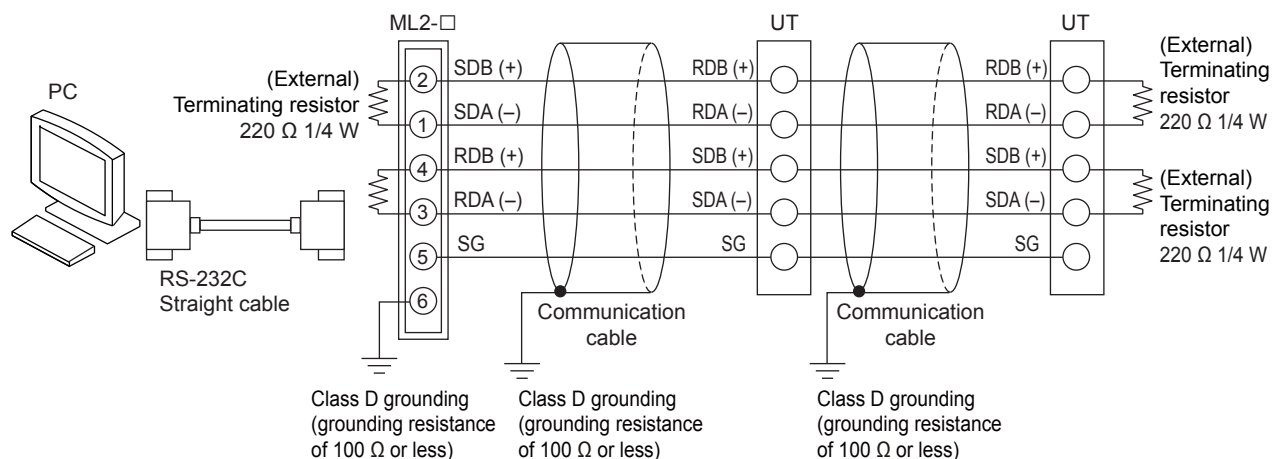 ML2-□
UT
UT
PC
(External)
Terminating resistor
220 Ω 1/4 W
② SDB (+)
① SDA (–)
④ RDB (+)
③ RDA (–)
⑤ SG
⑥
RDB (+)
RDA (–)
SDB (+)
SDA (–)
SG
RDB (+)
RDA (–)
SDB (+)
SDA (–)
SG
(External)
Terminating
resistor
220 Ω 1/4 W
(External)
Terminating
resistor
220 Ω 1/4 W
RS-232C
Straight cable
Communication
cable
Communication
cable
Class D grounding
(grounding resistance
of 100 Ω or less)
Class D grounding
(grounding resistance
of 100 Ω or less)
Class D grounding
(grounding resistance
of 100 Ω or less)